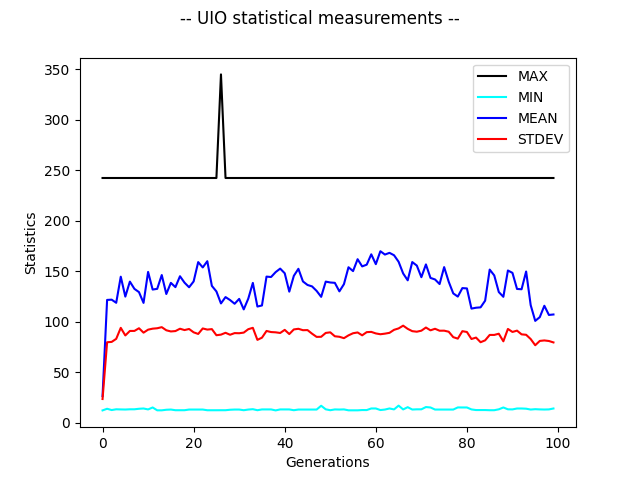 -- UIO statistical measurements --
MAX
MIN
MEAN
STDEV
Statistics
350
300
250
200
150
100
50
0
0 20 40 60 80 100
Generations